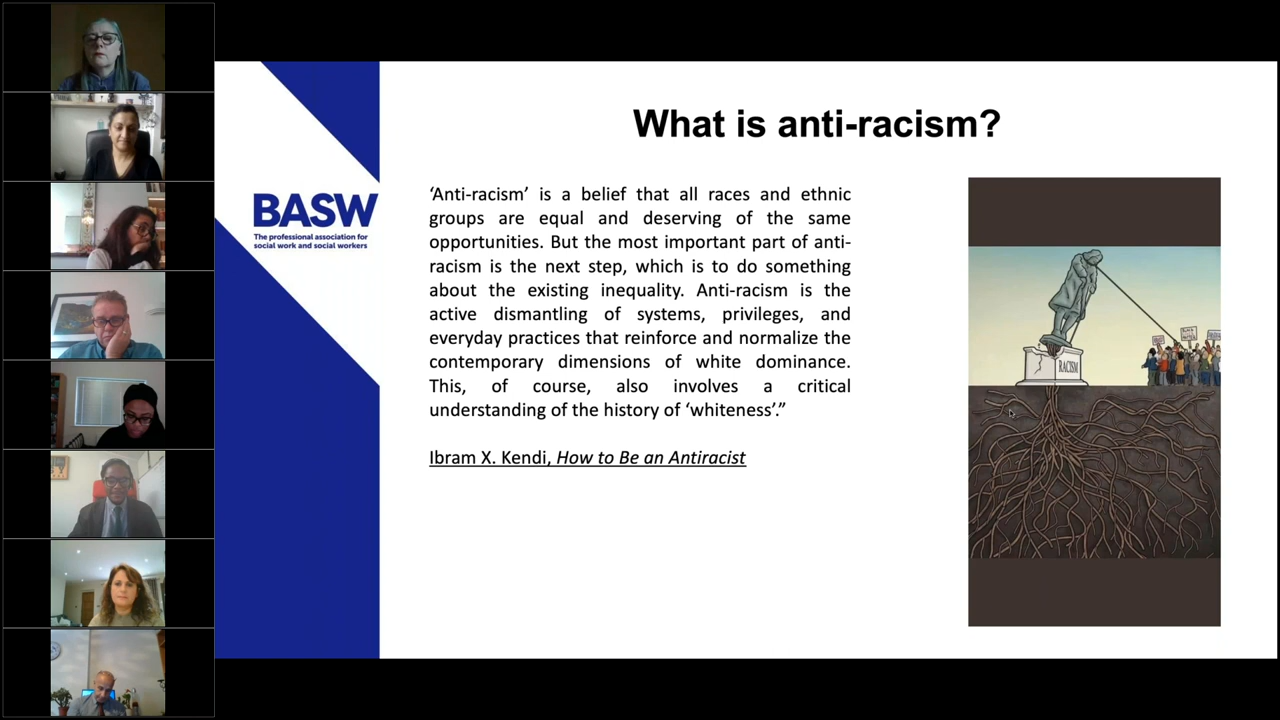 What is anti-racism?
BASW
The professional association for
social work and social workers
‘Anti-racism’ is a belief that all races and ethnic
groups are equal and deserving of the same
opportunities. But the most important part of anti-
racism is the next step, which is to do something
about the existing inequality. Anti-racism is the
active dismantling of systems, privileges, and
everyday practices that reinforce and normalize the
contemporary dimensions of white dominance.
This, of course, also involves a critical
understanding of the history of ‘whiteness’.”
Ibram X. Kendi, How to Be an Antiracist
RACISM